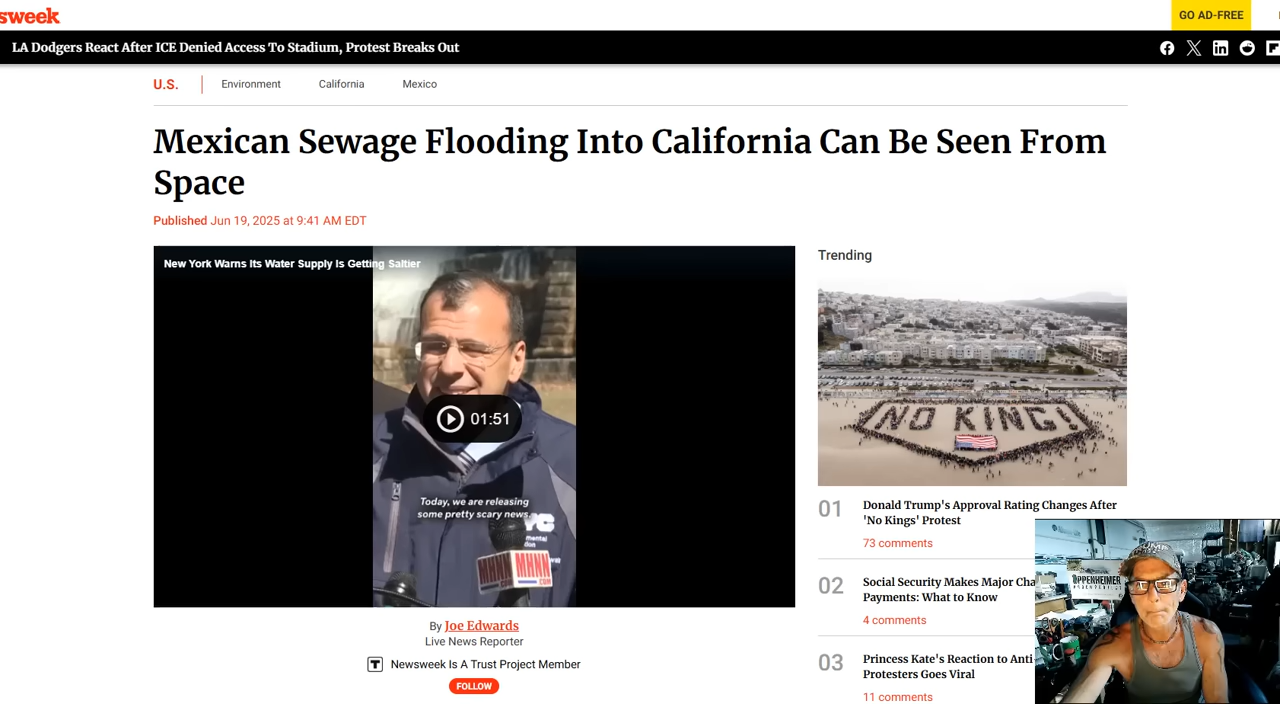 sweek
GO AD-FREE
LA Dodgers React After ICE Denied Access To Stadium, Protest Breaks Out
U.S.
Environment
California
Mexico
Mexican Sewage Flooding Into California Can Be Seen From
Space
Published Jun 19, 2025 at 9:41 AM EDT
New York Warns Its Water Supply Is Getting Saltier
01:51
Today, we are releasing
some pretty scary news.
MHNN MHNN
.COM
By Joe Edwards
Live News Reporter
Newsweek Is A Trust Project Member
FOLLOW
Trending
NO KING!
01
Donald Trump's Approval Rating Changes After
'No Kings' Protest
73 comments
02
Social Security Makes Major Cha
Payments: What to Know
4 comments
03
Princess Kate's Reaction to Anti
Protesters Goes Viral
11 comments
OPPENHEIMER